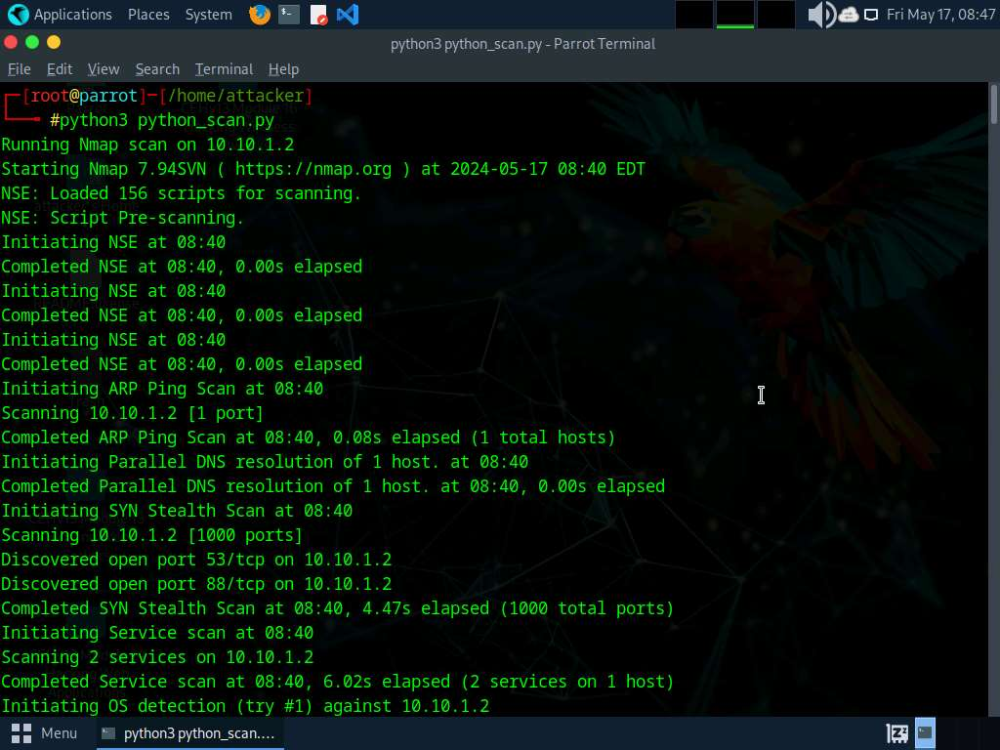 Applications Places System Fri May 17, 08:47
python3 python_scan.py - Parrot Terminal
File Edit View Search Terminal Help
┌─[root@parrot]─[/home/attacker]
└──╼ #python3 python_scan.py
Running Nmap scan on 10.10.1.2
Starting Nmap 7.94SVN ( https://nmap.org ) at 2024-05-17 08:40 EDT
NSE: Loaded 156 scripts for scanning.
NSE: Script Pre-scanning.
Initiating NSE at 08:40
Completed NSE at 08:40, 0.00s elapsed
Initiating NSE at 08:40
Completed NSE at 08:40, 0.00s elapsed
Initiating NSE at 08:40
Completed NSE at 08:40, 0.00s elapsed
Initiating ARP Ping Scan at 08:40
Scanning 10.10.1.2 [1 port]
Completed ARP Ping Scan at 08:40, 0.08s elapsed (1 total hosts)
Initiating Parallel DNS resolution of 1 host. at 08:40
Completed Parallel DNS resolution of 1 host. at 08:40, 0.00s elapsed
Initiating SYN Stealth Scan at 08:40
Scanning 10.10.1.2 [1000 ports]
Discovered open port 53/tcp on 10.10.1.2
Discovered open port 88/tcp on 10.10.1.2
Completed SYN Stealth Scan at 08:40, 4.47s elapsed (1000 total ports)
Initiating Service scan at 08:40
Scanning 2 services on 10.10.1.2
Completed Service scan at 08:40, 6.02s elapsed (2 services on 1 host)
Initiating OS detection (try #1) against 10.10.1.2
Menu python3 python_scan....